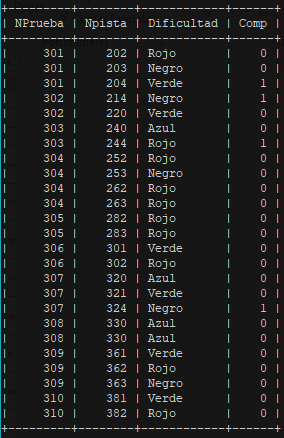 +---------+--------+------------+------+
| NPrueba | Npista | Dificultad | Comp |
+---------+--------+------------+------+
|     301 |    202 | Rojo       |    0 |
|     301 |    203 | Negro      |    0 |
|     301 |    204 | Verde      |    1 |
|     302 |    214 | Negro      |    1 |
|     302 |    220 | Verde      |    0 |
|     303 |    240 | Azul       |    0 |
|     303 |    244 | Rojo       |    1 |
|     304 |    252 | Rojo       |    0 |
|     304 |    253 | Negro      |    0 |
|     304 |    262 | Rojo       |    0 |
|     304 |    263 | Rojo       |    0 |
|     305 |    282 | Rojo       |    0 |
|     305 |    283 | Rojo       |    0 |
|     306 |    301 | Verde      |    0 |
|     306 |    302 | Rojo       |    0 |
|     307 |    320 | Azul       |    0 |
|     307 |    321 | Verde      |    0 |
|     307 |    324 | Negro      |    1 |
|     308 |    330 | Azul       |    0 |
|     308 |    330 | Azul       |    0 |
|     309 |    361 | Verde      |    0 |
|     309 |    362 | Rojo       |    0 |
|     309 |    363 | Negro      |    0 |
|     310 |    381 | Verde      |    0 |
|     310 |    382 | Rojo       |    0 |
+---------+--------+------------+------+